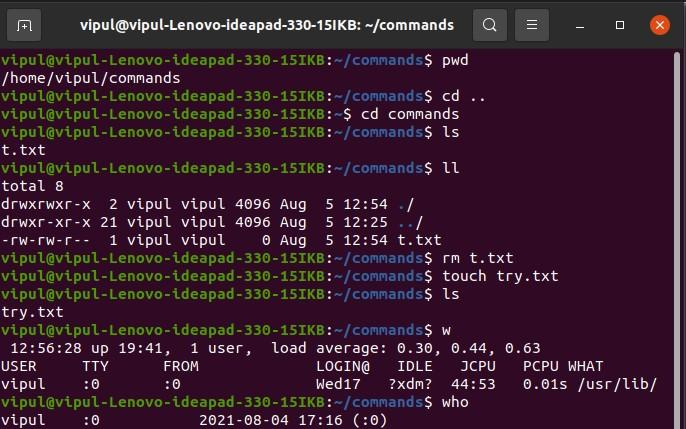 vipul@vipul-Lenovo-ideapad-330-15IKB: ~/commands
vipul@vipul-Lenovo-ideapad-330-15IKB:~/commands$ pwd
/home/vipul/commands
vipul@vipul-Lenovo-ideapad-330-15IKB:~/commands$ cd ..
vipul@vipul-Lenovo-ideapad-330-15IKB:~$ cd commands
vipul@vipul-Lenovo-ideapad-330-15IKB:~/commands$ ls
t.txt
vipul@vipul-Lenovo-ideapad-330-15IKB:~/commands$ ll
total 8
drwxrwxr-x  2 vipul vipul 4096 Aug  5 12:54 ./
drwxr-xr-x 21 vipul vipul 4096 Aug  5 12:25 ../
-rw-rw-r--  1 vipul vipul    0 Aug  5 12:54 t.txt
vipul@vipul-Lenovo-ideapad-330-15IKB:~/commands$ rm t.txt
vipul@vipul-Lenovo-ideapad-330-15IKB:~/commands$ touch try.txt
vipul@vipul-Lenovo-ideapad-330-15IKB:~/commands$ ls
try.txt
vipul@vipul-Lenovo-ideapad-330-15IKB:~/commands$ w
 12:56:28 up 19:41,  1 user,  load average: 0.30, 0.44, 0.63
USER     TTY      FROM             LOGIN@   IDLE   JCPU   PCPU WHAT
vipul    :0       :0               Wed17   ?xdm?  44:53   0.01s /usr/lib/
vipul@vipul-Lenovo-ideapad-330-15IKB:~/commands$ who
vipul    :0           2021-08-04 17:16 (:0)